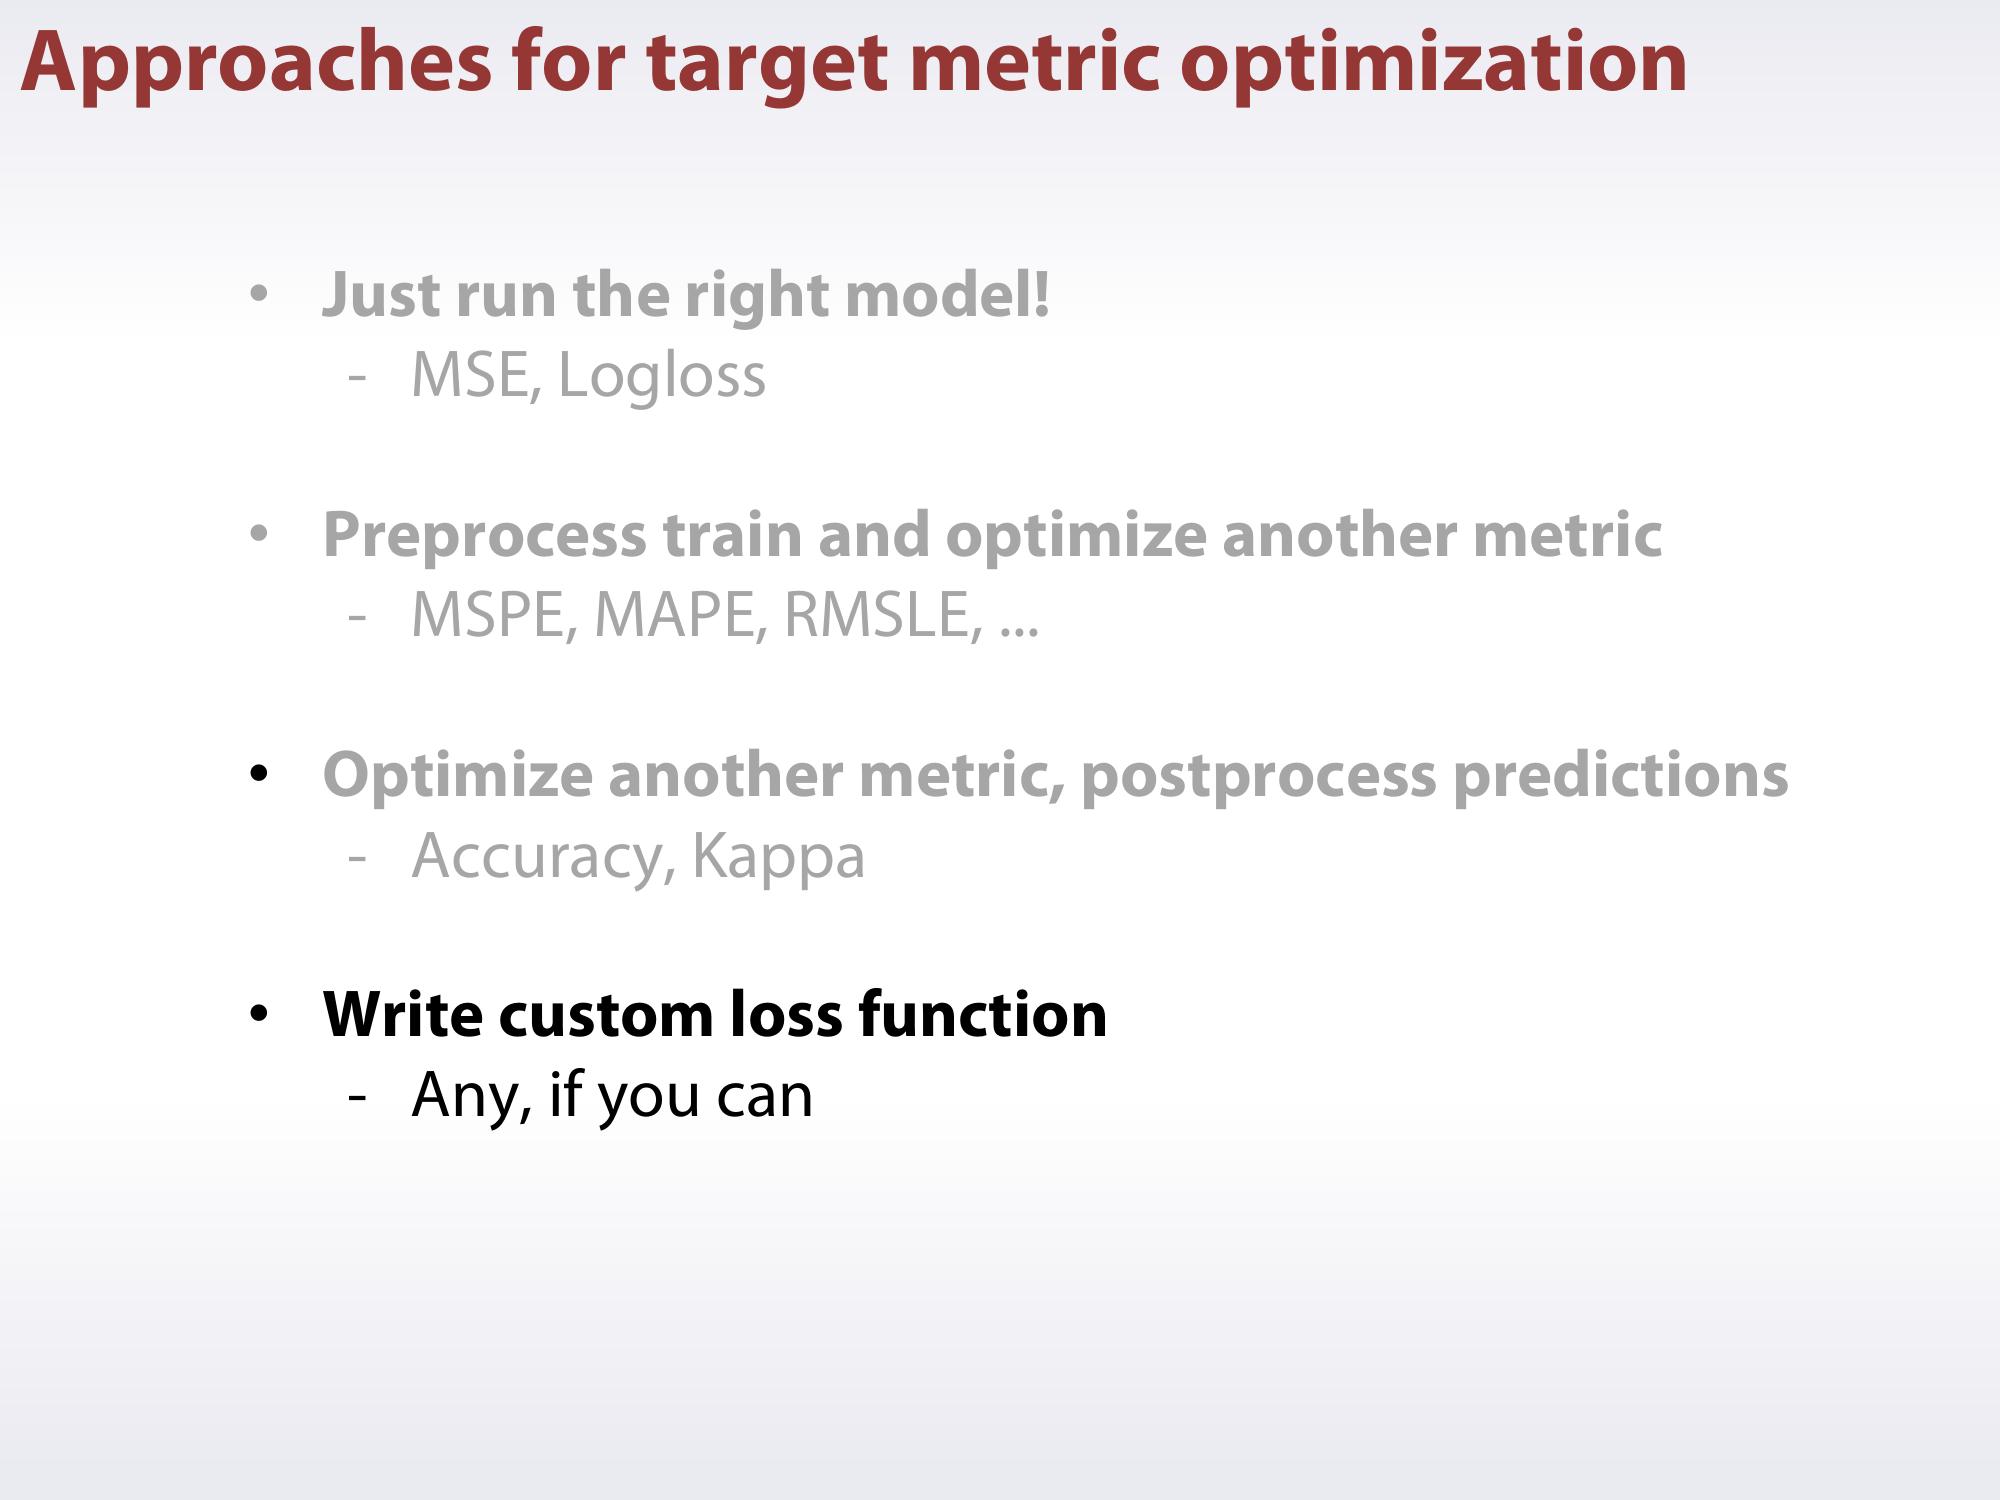 Approaches for target metric optimization
• Just run the right model!
- MSE, Logloss
• Preprocess train and optimize another metric
- MSPE, MAPE, RMSLE, ...
• Optimize another metric, postprocess predictions
- Accuracy, Kappa
• Write custom loss function
- Any, if you can